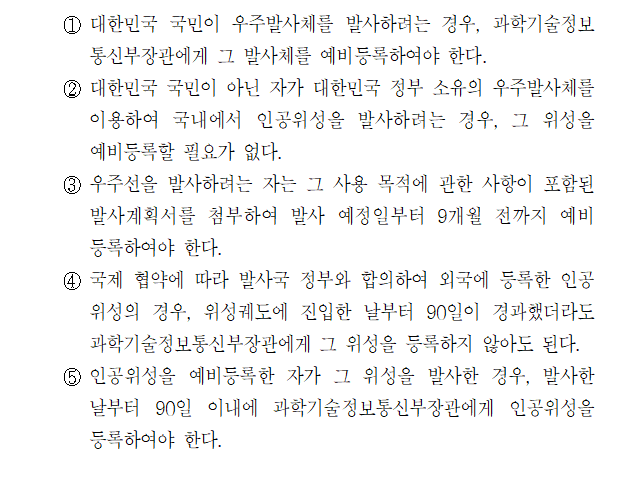 ① 대한민국 국민이 우주발사체를 발사하려는 경우, 과학기술정보
통신부장관에게 그 발사체를 예비등록하여야 한다.
② 대한민국 국민이 아닌 자가 대한민국 정부 소유의 우주발사체를
이용하여 국내에서 인공위성을 발사하려는 경우, 그 위성을
예비등록할 필요가 없다.
③ 우주선을 발사하려는 자는 그 사용 목적에 관한 사항이 포함된
발사계획서를 첨부하여 발사 예정일부터 9개월 전까지 예비
등록하여야 한다.
④ 국제 협약에 따라 발사국 정부와 합의하여 외국에 등록한 인공
위성의 경우, 위성궤도에 진입한 날부터 90일이 경과했더라도
과학기술정보통신부장관에게 그 위성을 등록하지 않아도 된다.
⑤ 인공위성을 예비등록한 자가 그 위성을 발사한 경우, 발사한
날부터 90일 이내에 과학기술정보통신부장관에게 인공위성을
등록하여야 한다.